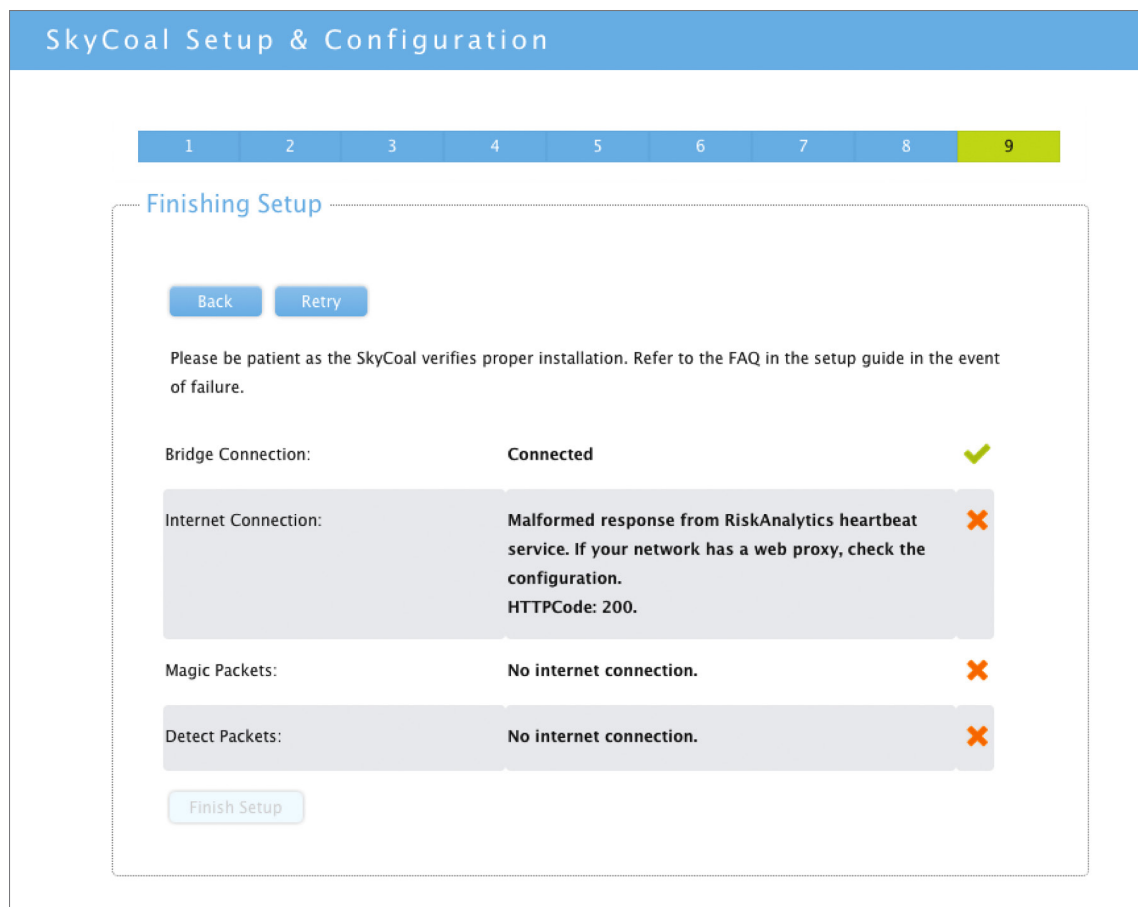 SkyCoal Setup & Configuration
1 2 3 4 5 6 7 8 9
Finishing Setup
Back Retry
Please be patient as the SkyCoal verifies proper installation. Refer to the FAQ in the setup guide in the event
of failure.
Bridge Connection: Connected
Internet Connection: Malformed response from RiskAnalytics heartbeat
service. If your network has a web proxy, check the
configuration.
HTTPCode: 200.
Magic Packets: No internet connection.
Detect Packets: No internet connection.
Finish Setup